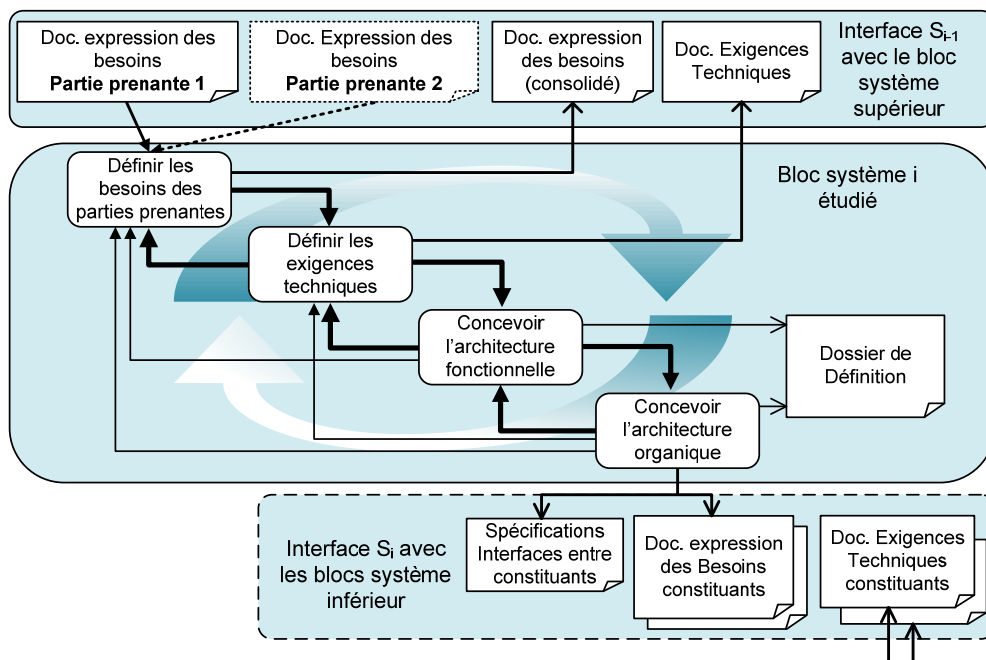 Doc. expression des
besoins
Partie prenante 1
Doc. Expression des
besoins
Partie prenante 2
Doc. expression
des besoins
(consolidé)
Doc. Exigences
Techniques
Interface Si-1
avec le bloc
système
supérieur
Définir les
besoins des
parties prenantes
Bloc système i
étudié
Définir les
exigences
techniques
Concevoir
l'architecture
fonctionnelle
Dossier de
Définition
Concevoir
l'architecture
organique
Interface Si avec
les blocs système
inférieur
Spécifications
Interfaces entre
constituants
Doc. expression
des Besoins
constituants
Doc. Exigences
Techniques
constituants